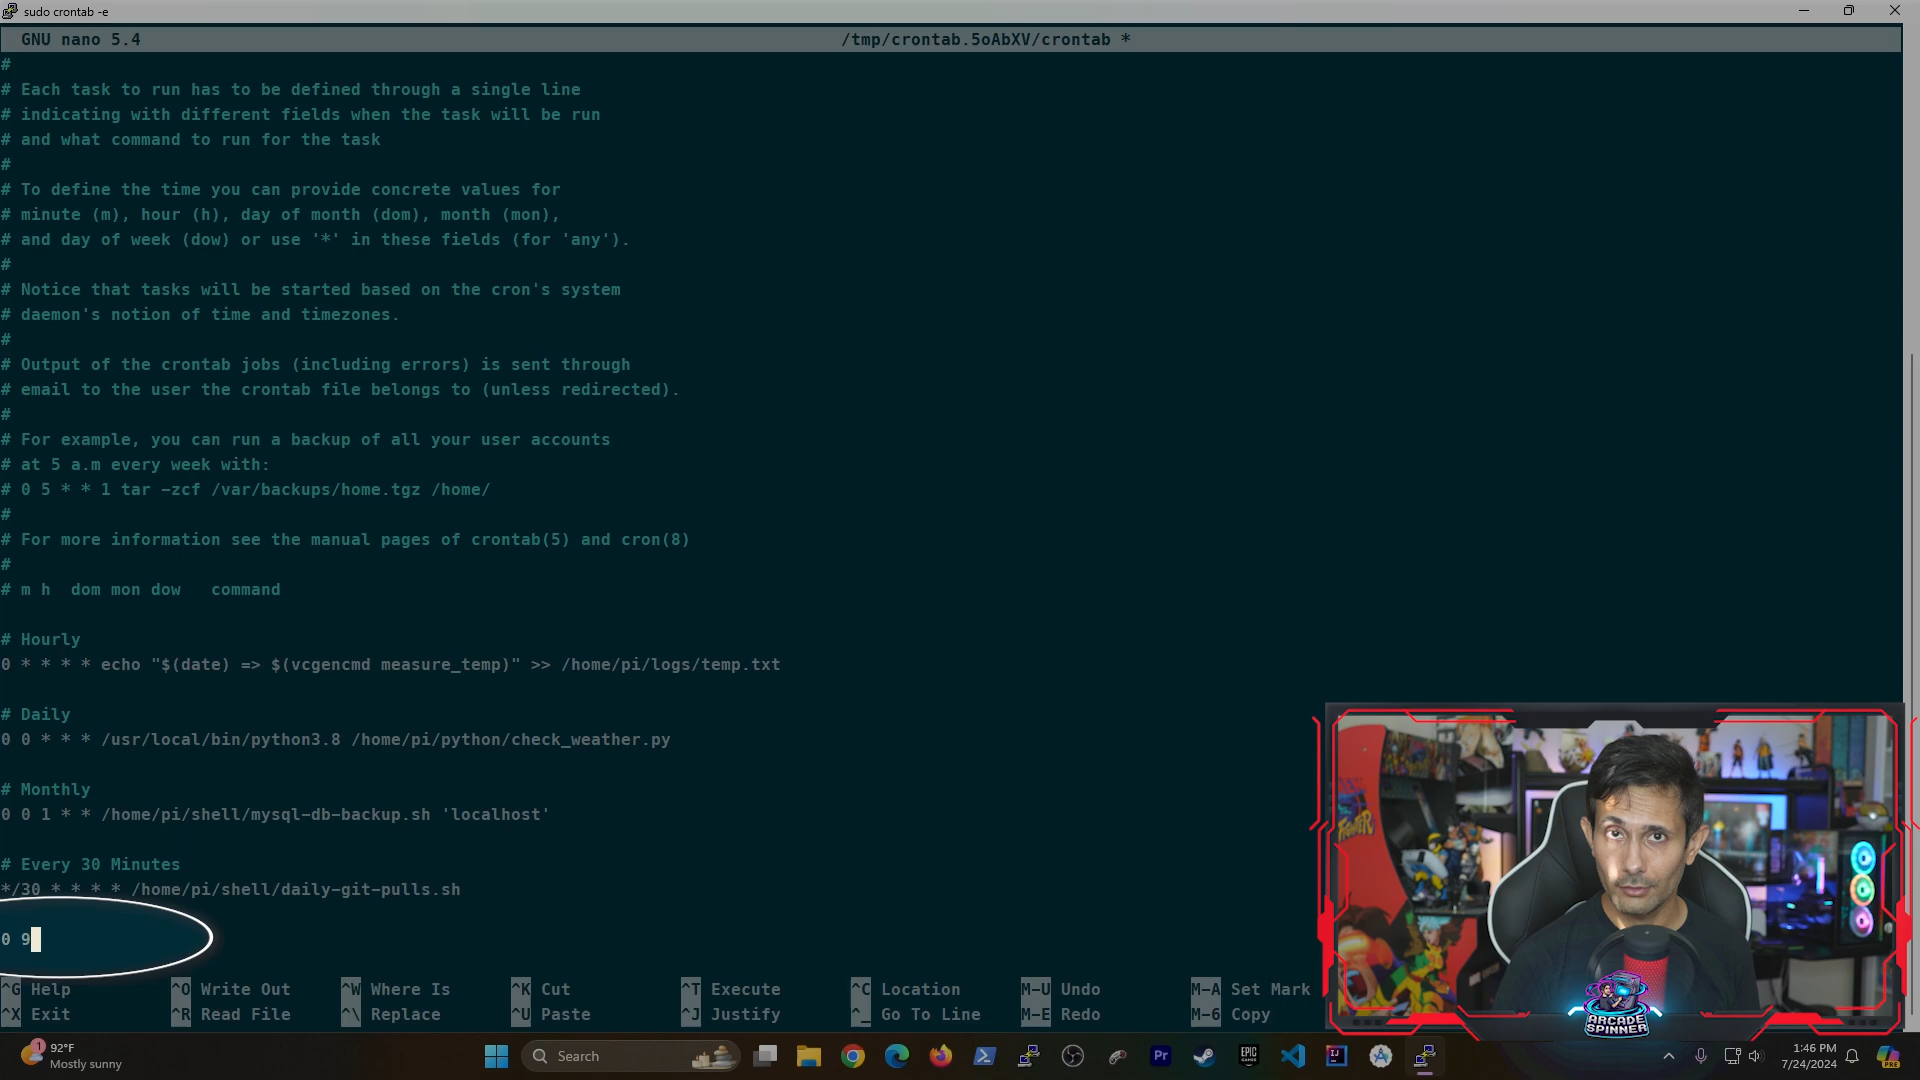 sudo crontab -e
GNU nano 5.4 /tmp/crontab.5oAbXV/crontab *
#
# Each task to run has to be defined through a single line
# indicating with different fields when the task will be run
# and what command to run for the task
#
# To define the time you can provide concrete values for
# minute (m), hour (h), day of month (dom), month (mon),
# and day of week (dow) or use '*' in these fields (for 'any').
#
# Notice that tasks will be started based on the cron's system
# daemon's notion of time and timezones.
#
# Output of the crontab jobs (including errors) is sent through
# email to the user the crontab file belongs to (unless redirected).
#
# For example, you can run a backup of all your user accounts
# at 5 a.m every week with:
# 0 5 * * 1 tar -zcf /var/backups/home.tgz /home/
#
# For more information see the manual pages of crontab(5) and cron(8)
#
# m h  dom mon dow   command
# Hourly
0 * * * * echo "$(date) => $(vcgencmd measure_temp)" >> /home/pi/logs/temp.txt
# Daily
0 0 * * * /usr/local/bin/python3.8 /home/pi/python/check_weather.py
# Monthly
0 0 1 * * /home/pi/shell/mysql-db-backup.sh 'localhost'
# Every 30 Minutes
*/30 * * * * /home/pi/shell/daily-git-pulls.sh
0 9
^G Help ^O Write Out ^W Where Is ^K Cut ^T Execute ^C Location M-U Undo M-A Set Mark
^X Exit ^R Read File ^\ Replace ^U Paste ^J Justify ^_ Go To Line M-E Redo M-6 Copy
FIGHTER
ARCADE
SPINNER
1
92°F
Mostly sunny
Search
Pr
EPIC
GAMES
IJ
1:46 PM
7/24/2024
PRE